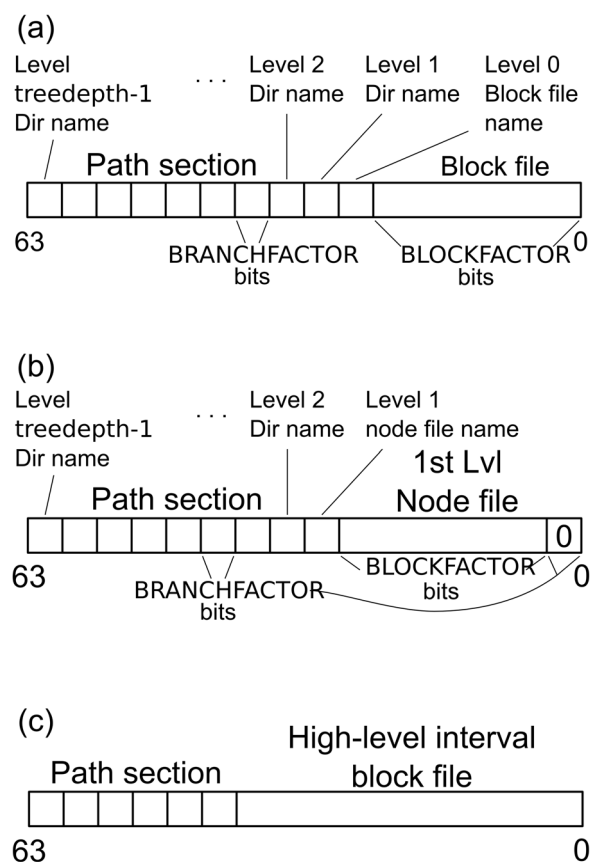 (a)
Level
treedepth-1
Dir name
. . .
Level 2
Dir name
Level 1
Dir name
Level 0
Block file
name
Path section
Block file
63
0
BRANCHFACTOR
bits
BLOCKFACTOR
bits
(b)
Level
treedepth-1
Dir name
. . .
Level 2
Dir name
Level 1
node file name
1st Lvl
Node file
Path section
0
63
0
BRANCHFACTOR
bits
BLOCKFACTOR
bits
(c)
High-level interval
block file
Path section
63
0